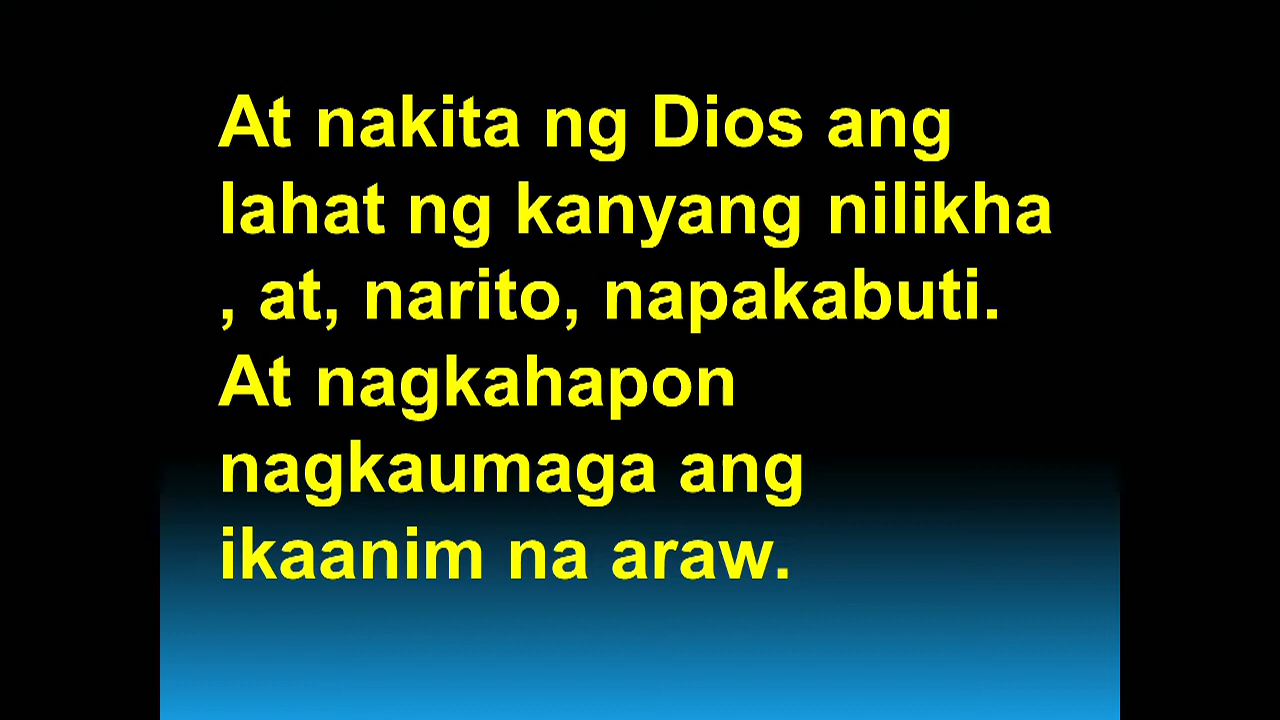 At nakita ng Dios ang
lahat ng kanyang nilikha
, at, narito, napakabuti.
At nagkahapon
nagkaumaga ang
ikaanim na araw.